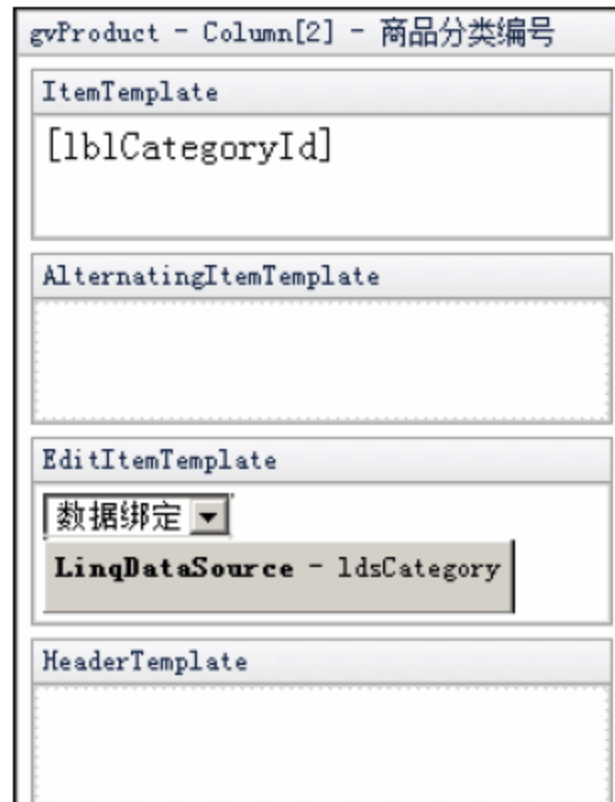 gvProduct - Column[2] - 商品分类编号
ItemTemplate
[lblCategoryId]
AlternatingItemTemplate
EditItemTemplate
数据绑定
LinqDataSource - ldsCategory
HeaderTemplate